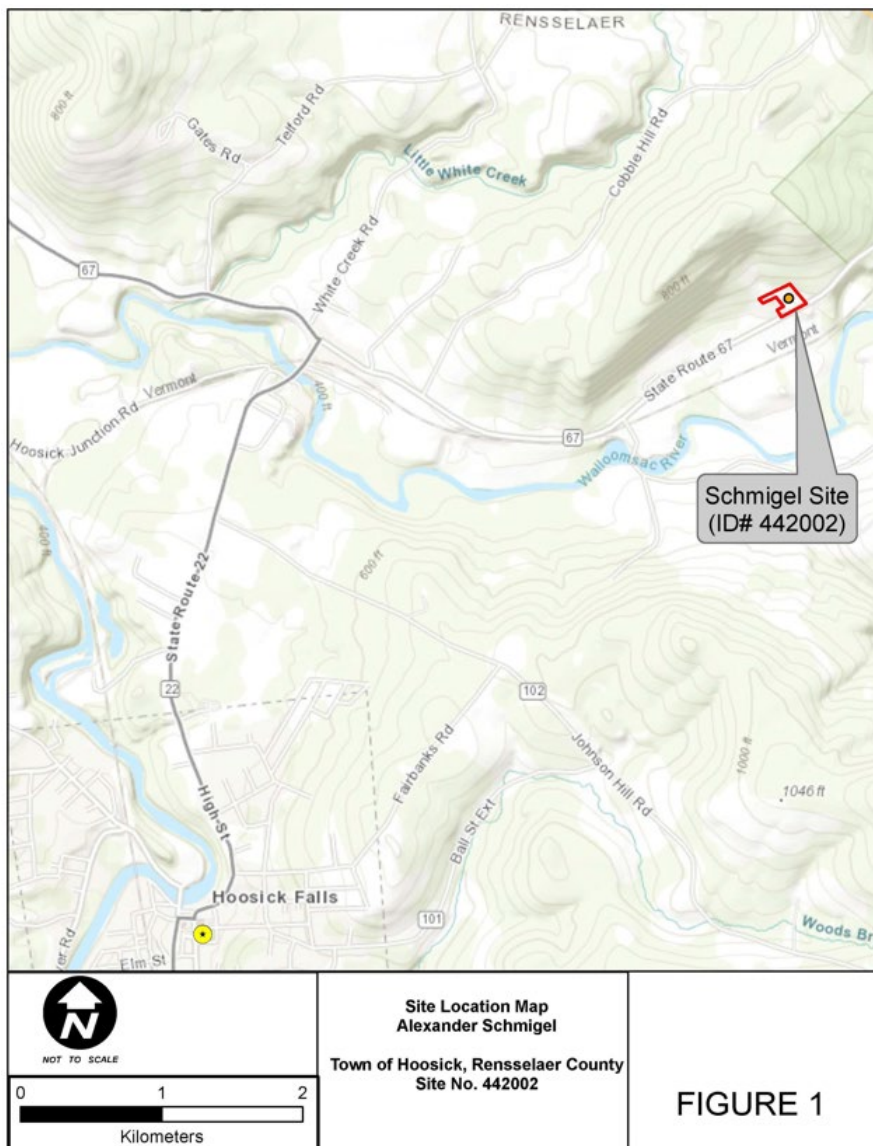 RENSSELAER
800 ft
Gates Rd
Telford Rd
Little White Creek
Cobble Hill Rd
67
White Creek Rd
800 ft
State Route 67
Vermont
400 ft
Vermont
Hoosick Junction Rd
67
Walloomsac River
Schmigel Site
(ID# 442002)
400 ft
600 ft
State Route 22
22
102
Fairbanks Rd
Johnson Hill Rd
1000 ft
1046 ft
High St
Ball St Ext
Hoosick Falls
101
Woods Br
Elm St
ver Rd
N
NOT TO SCALE
0 1 2
Kilometers
Site Location Map
Alexander Schmigel
Town of Hoosick, Rensselaer County
Site No. 442002
FIGURE 1